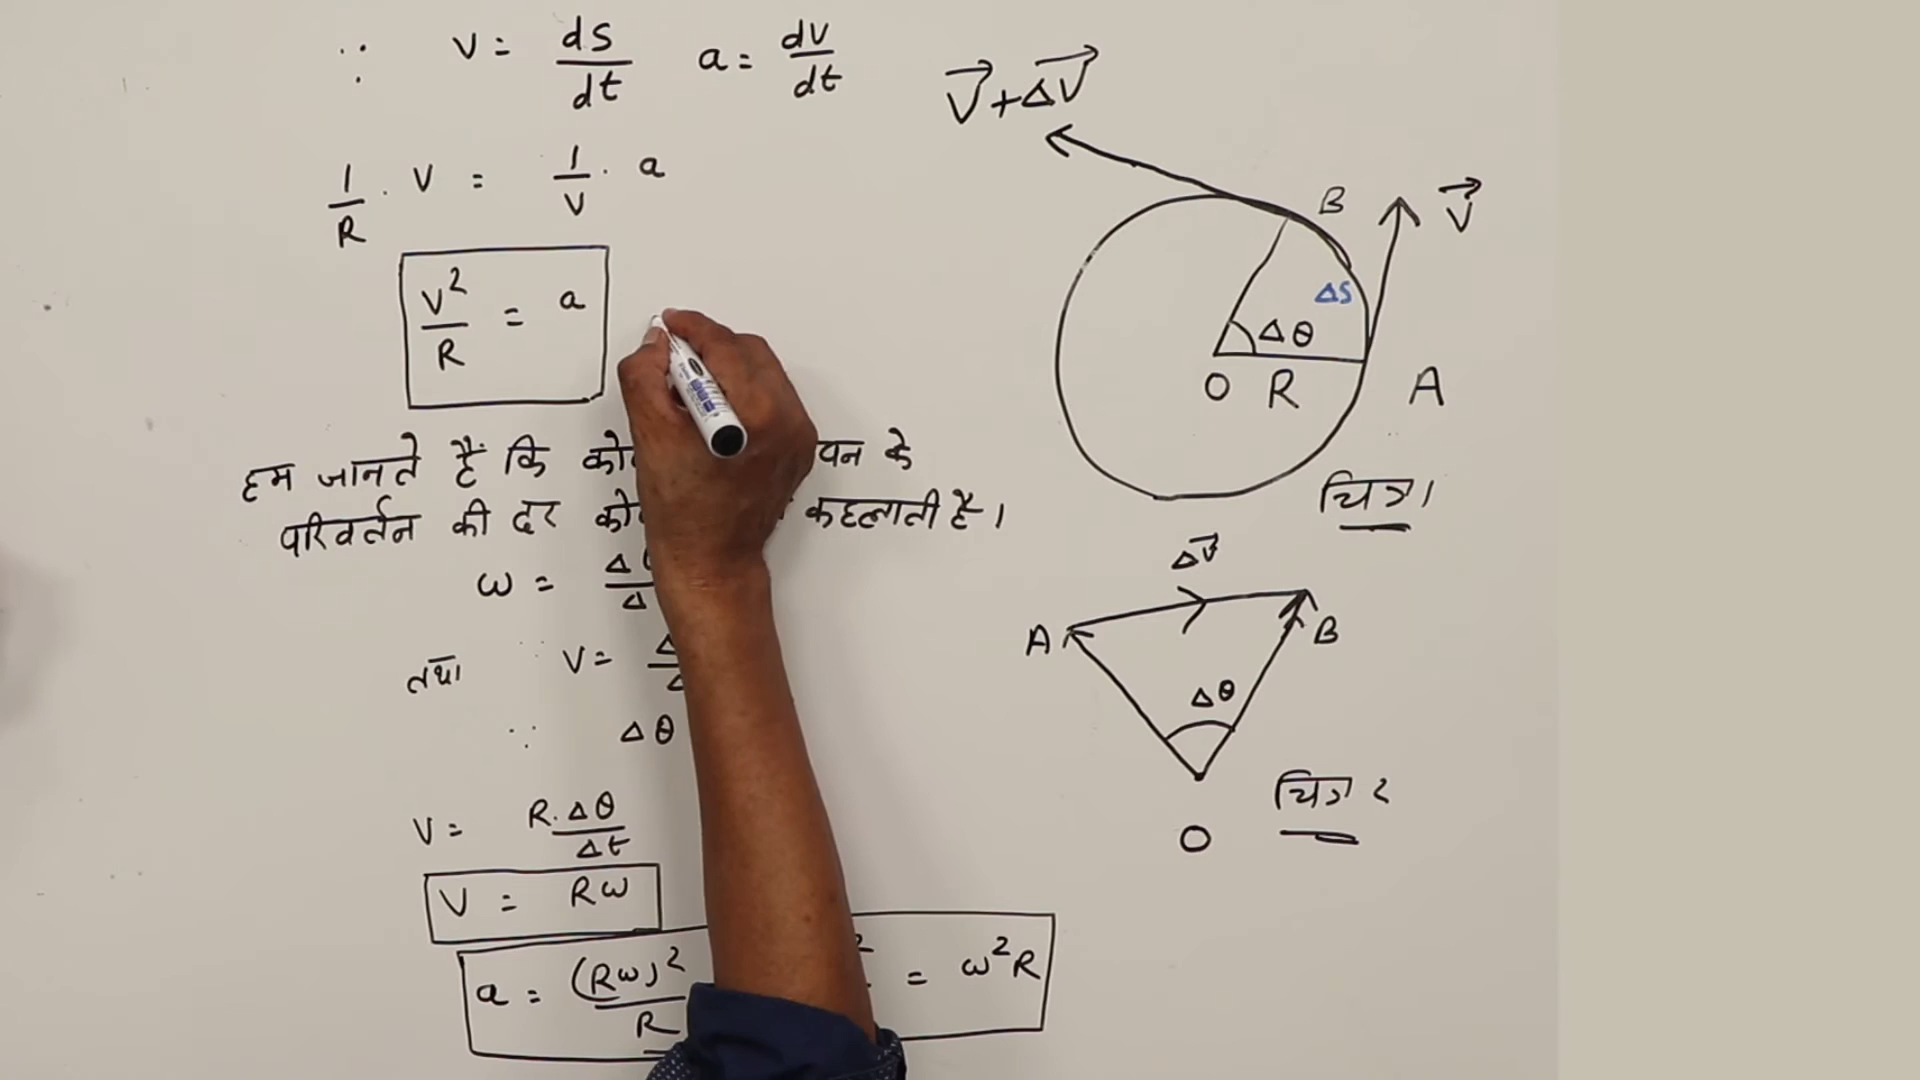 ∵ V = dS/dt a = dV/dt
1/R · V = 1/V · a
V²/R = a
हम जानते हैं कि के
परिवर्तन की दर कहलाती है।
ω =
तथा ∵ V =
∵ Δθ
V = R·Δθ/Δt
V = Rω
a = (Rω)²/R = ω²R
V⃗+ΔV⃗
B
V⃗
ΔS
Δθ
O R A
चित्र 1
ΔV⃗
A B
Δθ
चित्र 2
O